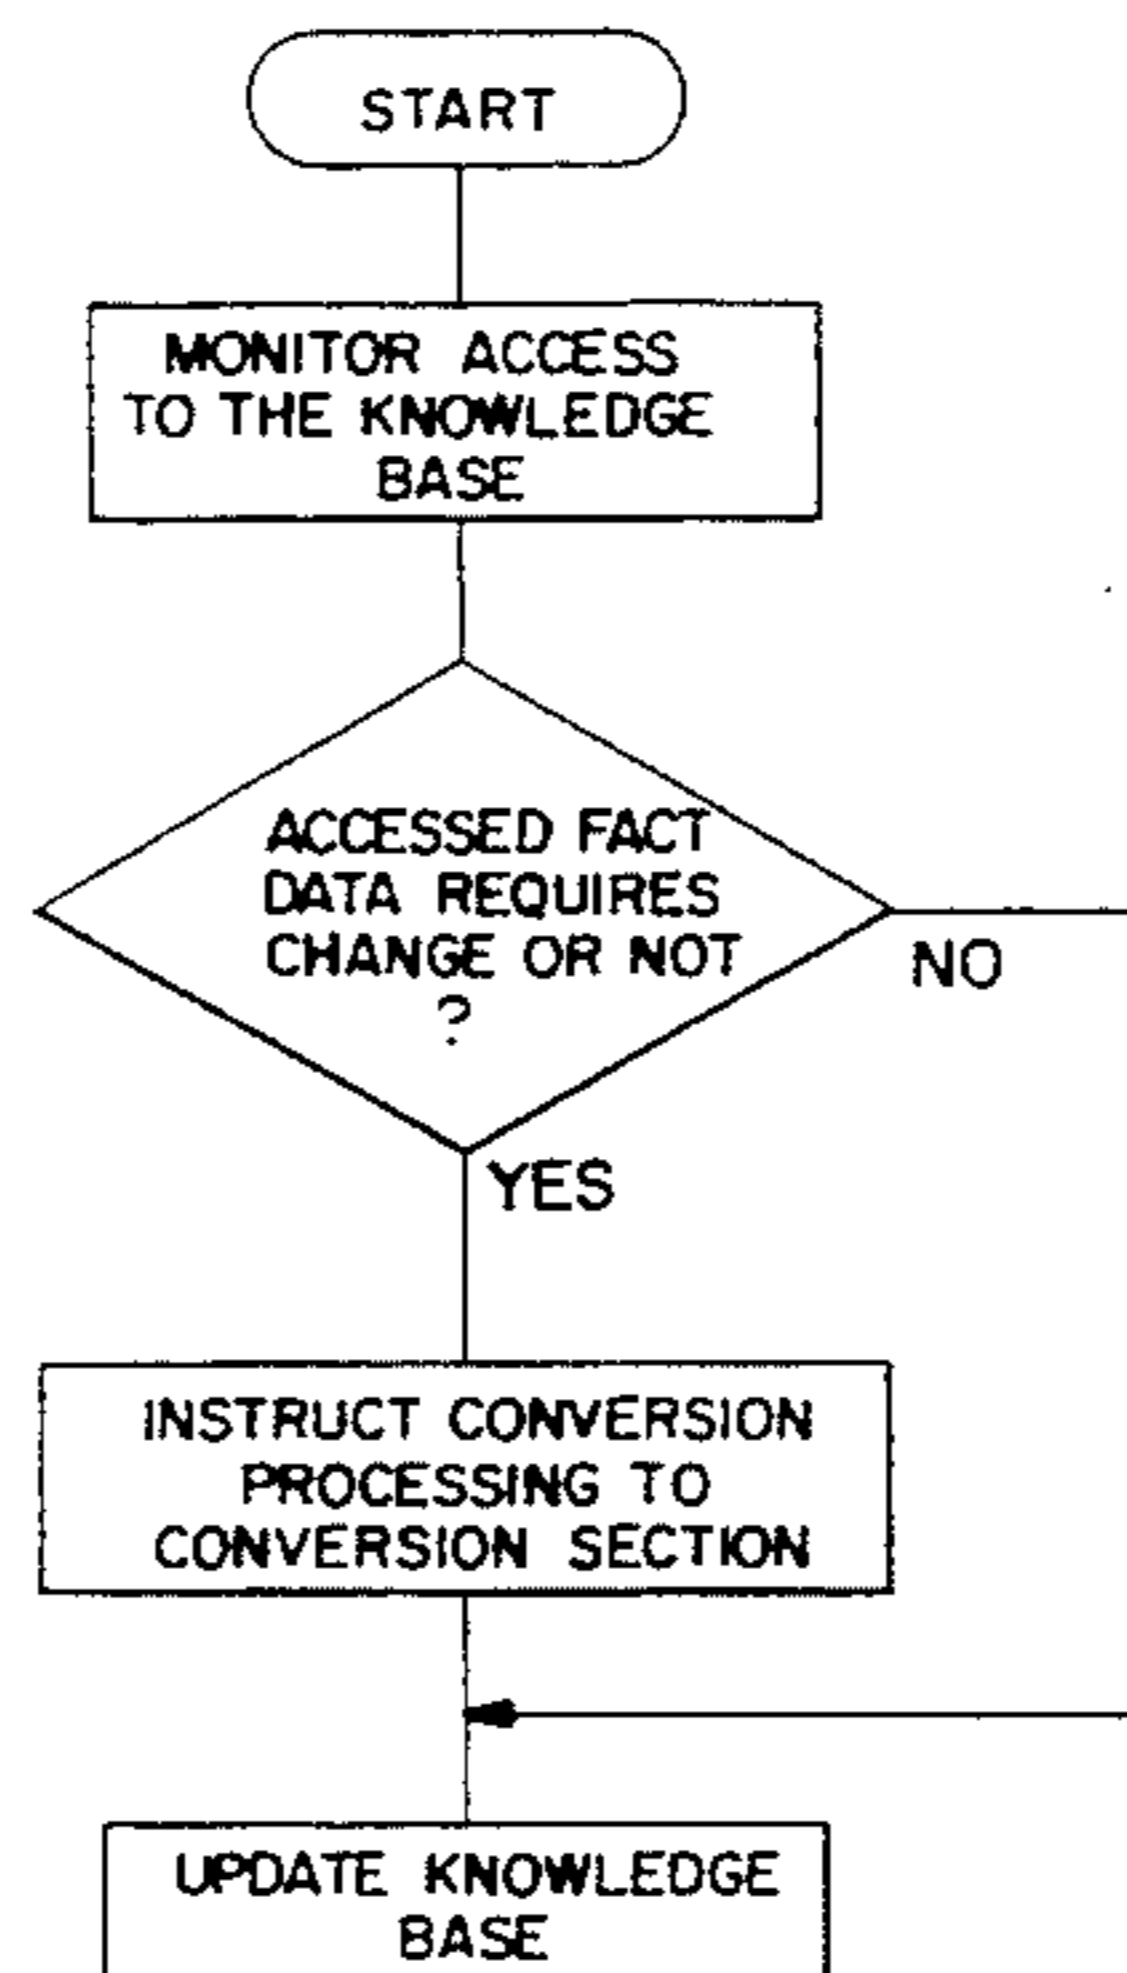 START
MONITOR ACCESS
TO THE KNOWLEDGE
BASE
ACCESSED FACT
DATA REQUIRES
CHANGE OR NOT
?
NO
YES
INSTRUCT CONVERSION
PROCESSING TO
CONVERSION SECTION
UPDATE KNOWLEDGE
BASE